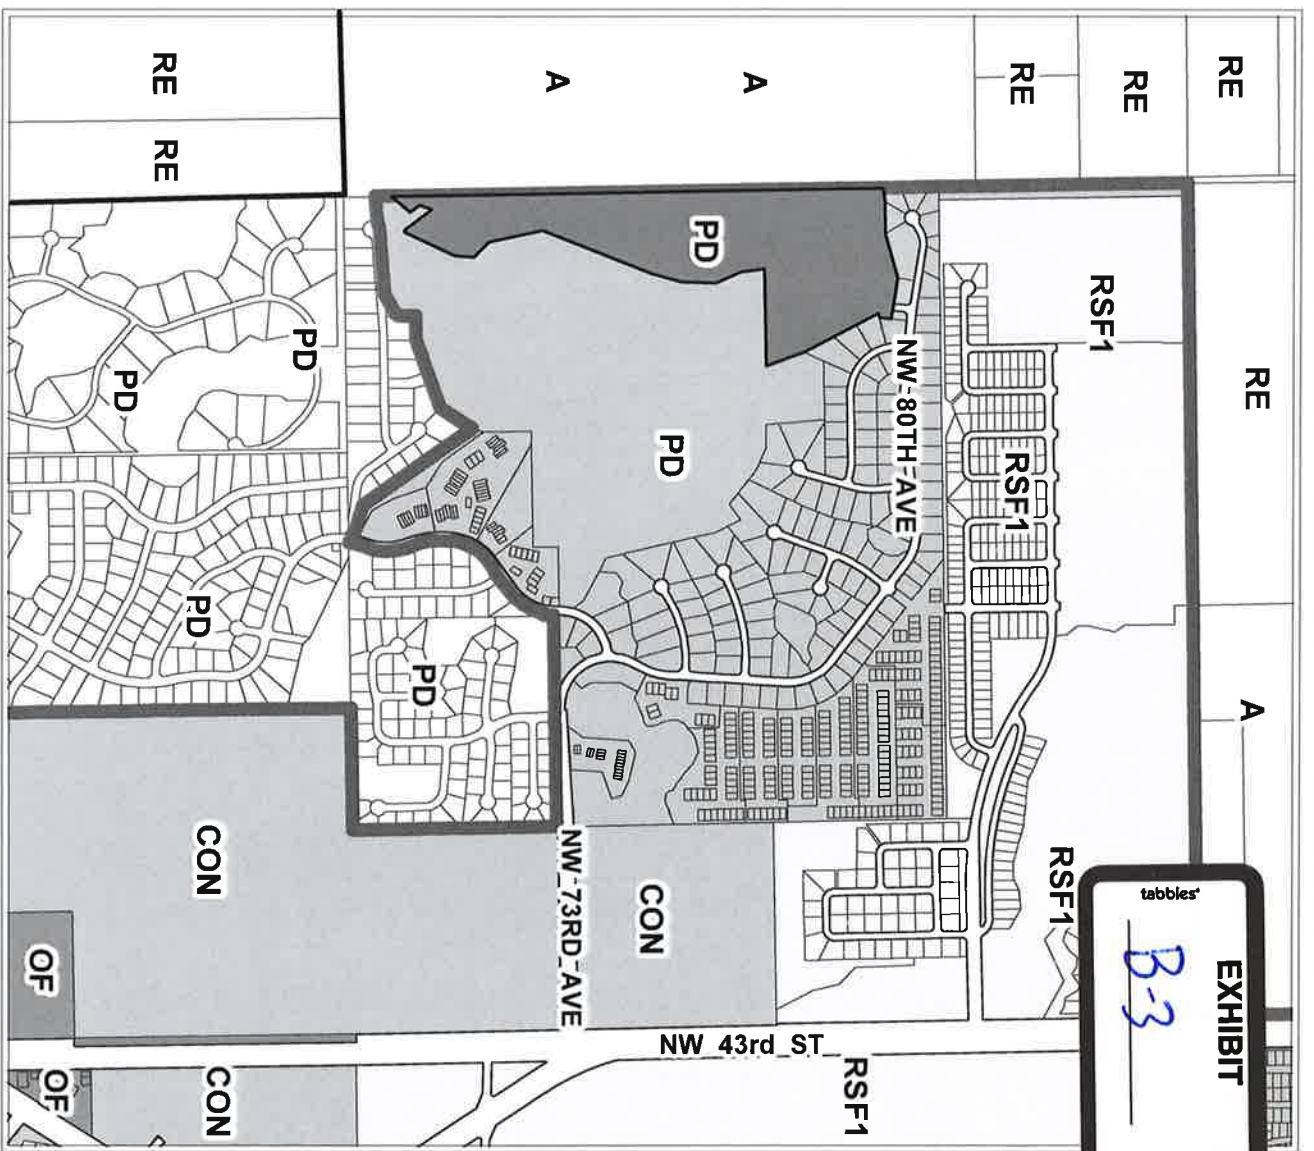 RE
RE
A
A
RE
RE
RE
RE
A
PD
RSF1
NW 80TH AVE
RSF1
PD
PD
PD
PD
PD
CON
CON
NW 73RD AVE
RSF1
NW 43rd ST
RSF1
OF
OF
CON
tabbies
EXHIBIT
B-3